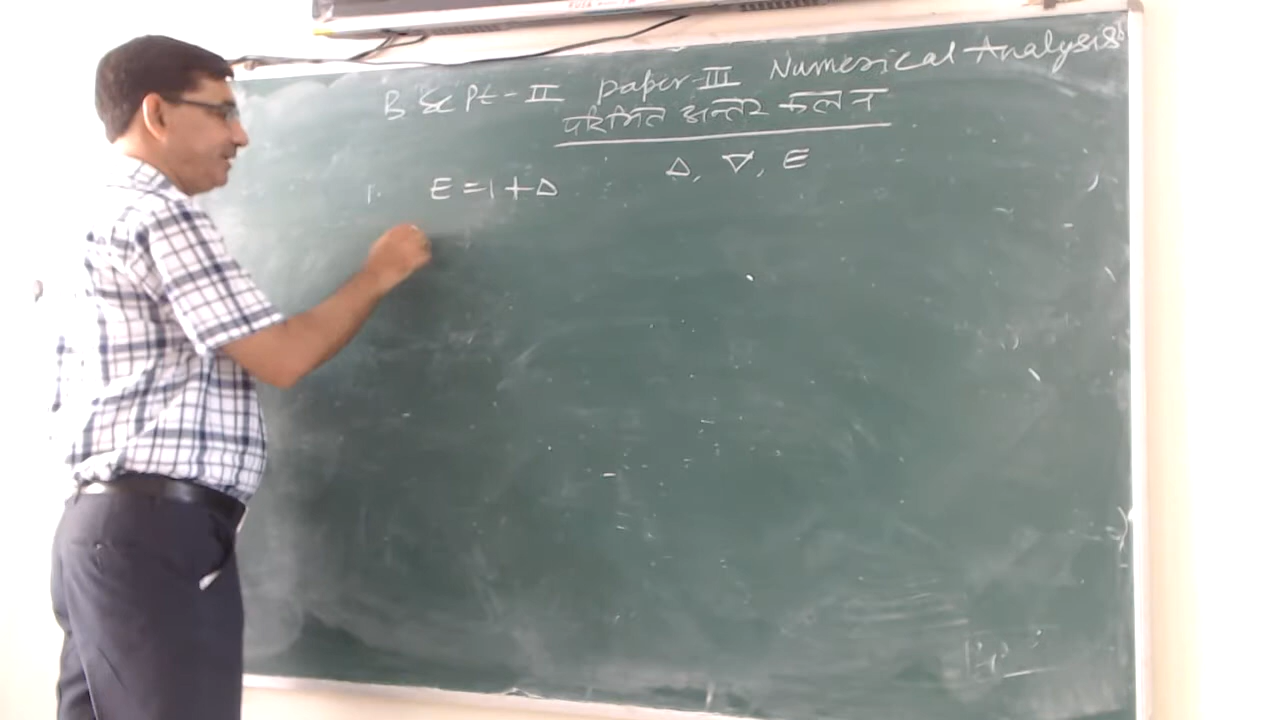 B Sc Pt-II paper-III Numerical Analysis
परिमित अन्तर कलन
Δ, ∇, E
1. E = 1 + Δ